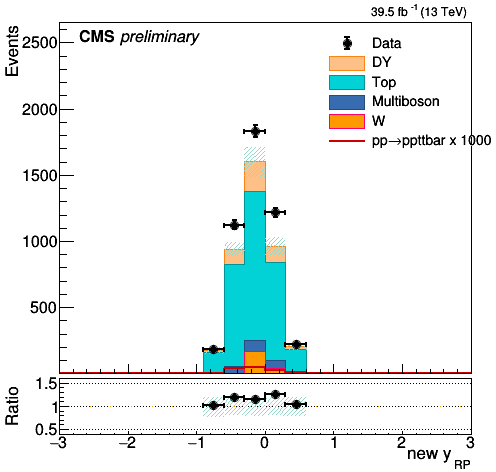 39.5 fb⁻¹ (13 TeV)
CMS preliminary
Events
2500
2000
1500
1000
500
Data
DY
Top
Multiboson
W
pp→ppttbar x 1000
Ratio
1.5
1
0.5
−3 −2 −1 0 1 2 3
new y_RP